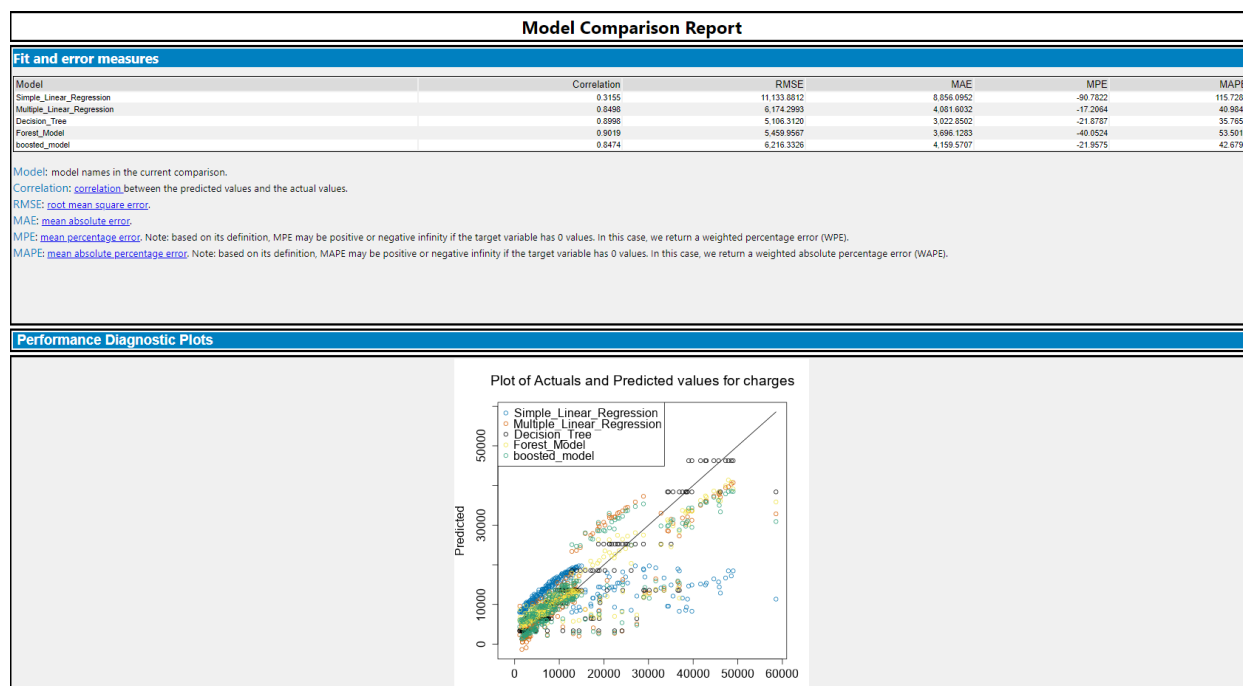 Model Comparison Report
Fit and error measures
Model Correlation RMSE MAE MPE MAPE
Simple_Linear_Regression 0.3155 11,133.8812 8,856.0952 -90.7822 115.728
Multiple_Linear_Regression 0.8498 6,174.2993 4,081.6032 -17.2064 40.984
Decision_Tree 0.8998 5,106.3120 3,022.8502 -21.8787 35.765
Forest_Model 0.9019 5,459.9567 3,696.1283 -40.0524 53.501
boosted_model 0.8474 6,216.3326 4,159.5707 -21.9575 42.679
Model: model names in the current comparison.
Correlation: correlation between the predicted values and the actual values.
RMSE: root mean square error.
MAE: mean absolute error.
MPE: mean percentage error. Note: based on its definition, MPE may be positive or negative infinity if the target variable has 0 values. In this case, we return a weighted percentage error (WPE).
MAPE: mean absolute percentage error. Note: based on its definition, MAPE may be positive or negative infinity if the target variable has 0 values. In this case, we return a weighted absolute percentage error (WAPE).
Performance Diagnostic Plots
Plot of Actuals and Predicted values for charges
Simple_Linear_Regression
Multiple_Linear_Regression
Decision_Tree
Forest_Model
boosted_model
Predicted
50000
30000
10000
0
0 10000 20000 30000 40000 50000 60000